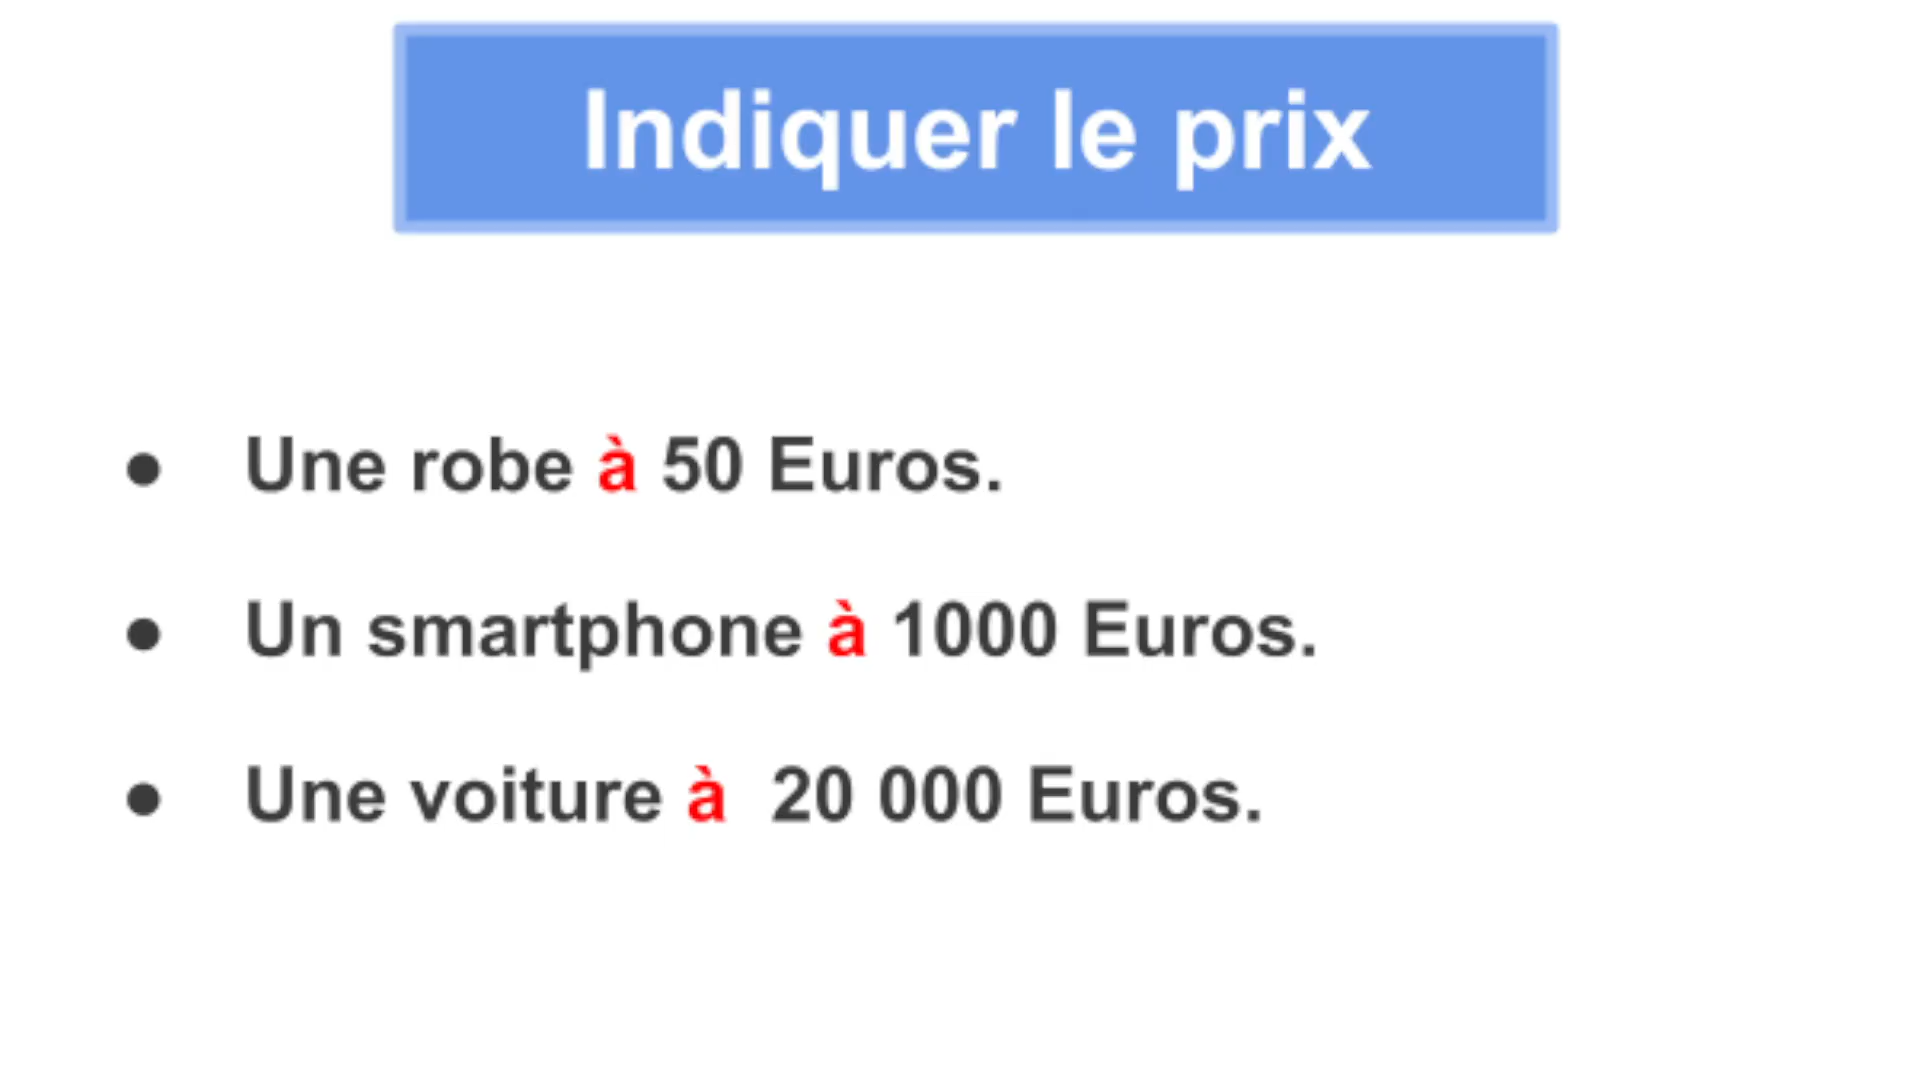 Indiquer le prix
● Une robe à 50 Euros.
● Un smartphone à 1000 Euros.
● Une voiture à  20 000 Euros.